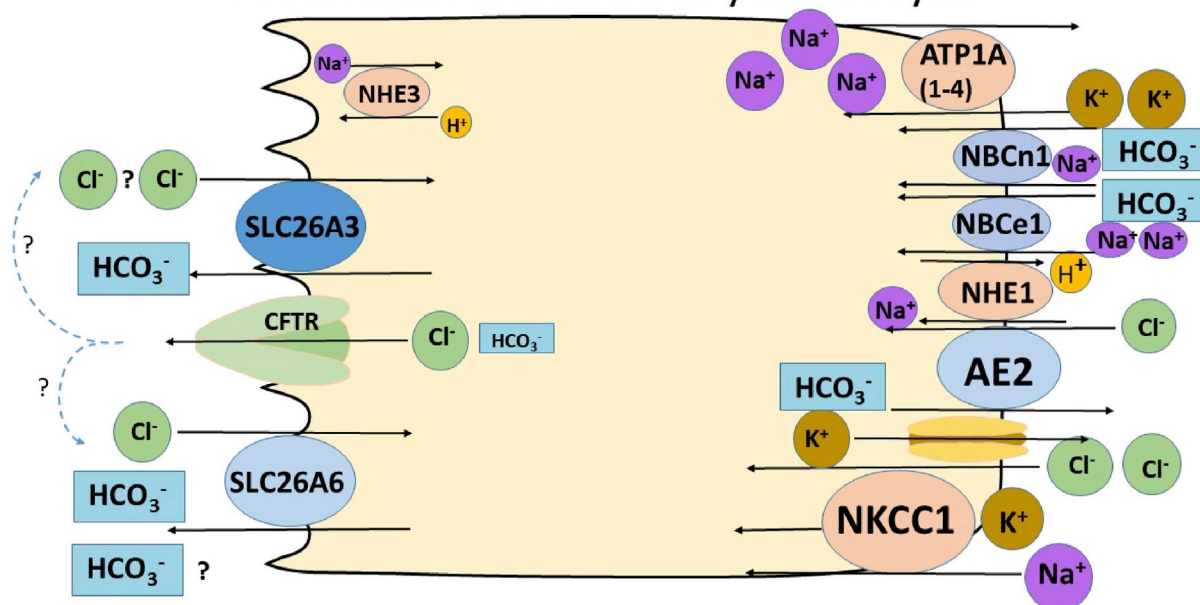 Na⁺
NHE3
H⁺
Cl⁻ ? Cl⁻
SLC26A3
?
HCO₃⁻
CFTR
Cl⁻
HCO₃⁻
?
Cl⁻
SLC26A6
HCO₃⁻
HCO₃⁻ ?
Na⁺
Na⁺
Na⁺
ATP1A
(1-4)
K⁺ K⁺
NBCn1
Na⁺
HCO₃⁻
HCO₃⁻
NBCe1
Na⁺ Na⁺
H⁺
NHE1
Na⁺
Cl⁻
AE2
HCO₃⁻
K⁺
Cl⁻ Cl⁻
NKCC1
K⁺
Na⁺